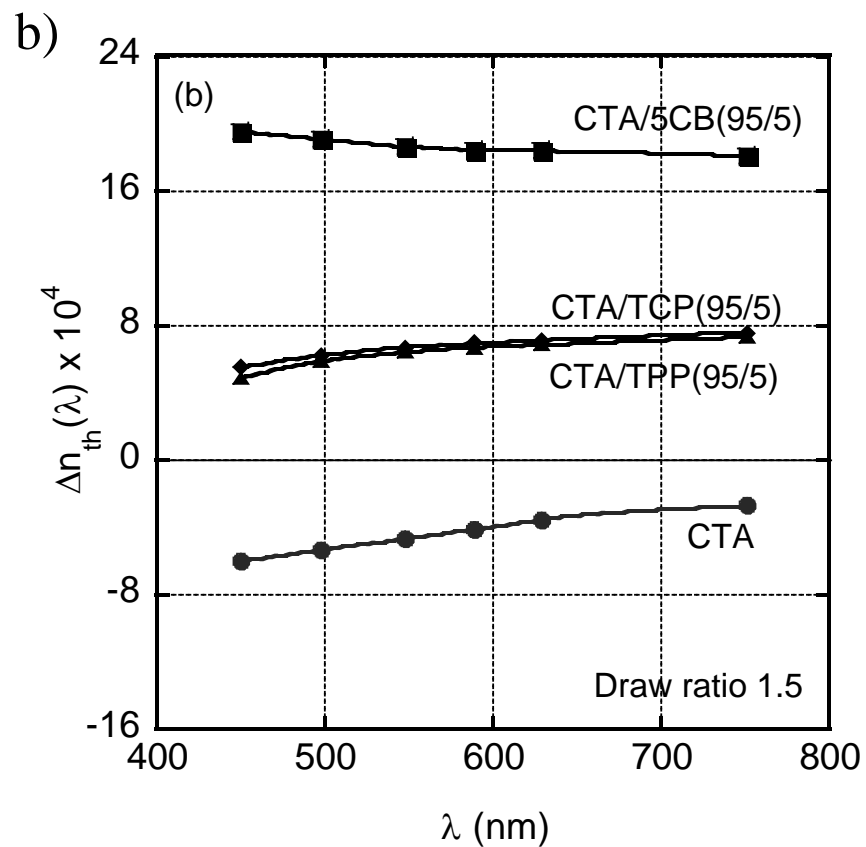 b)
24
(b)
CTA/5CB(95/5)
16
CTA/TCP(95/5)
8
CTA/TPP(95/5)
Δn_th(λ) x 10^4
0
CTA
-8
Draw ratio 1.5
-16
400 500 600 700 800
λ (nm)